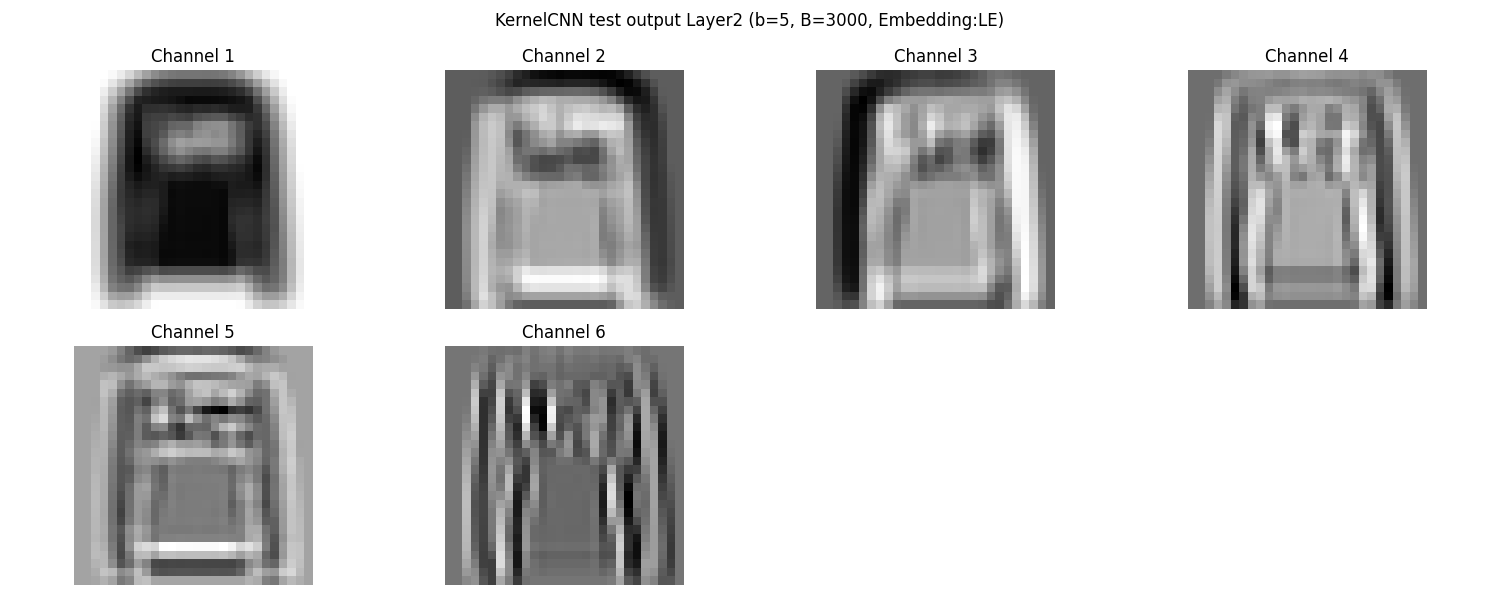 KernelCNN test output Layer2 (b=5, B=3000, Embedding:LE)
Channel 1
Channel 2
Channel 3
Channel 4
Channel 5
Channel 6